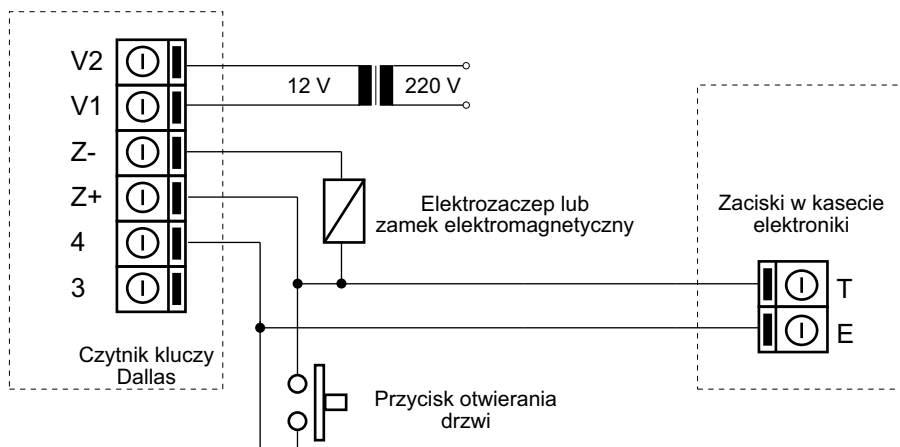 V2
V1
Z-
Z+
4
3
12 V
220 V
Elektrozaczep lub
zamek elektromagnetyczny
Zaciski w kasecie
elektroniki
T
E
Czytnik kluczy
Dallas
Przycisk otwierania
drzwi